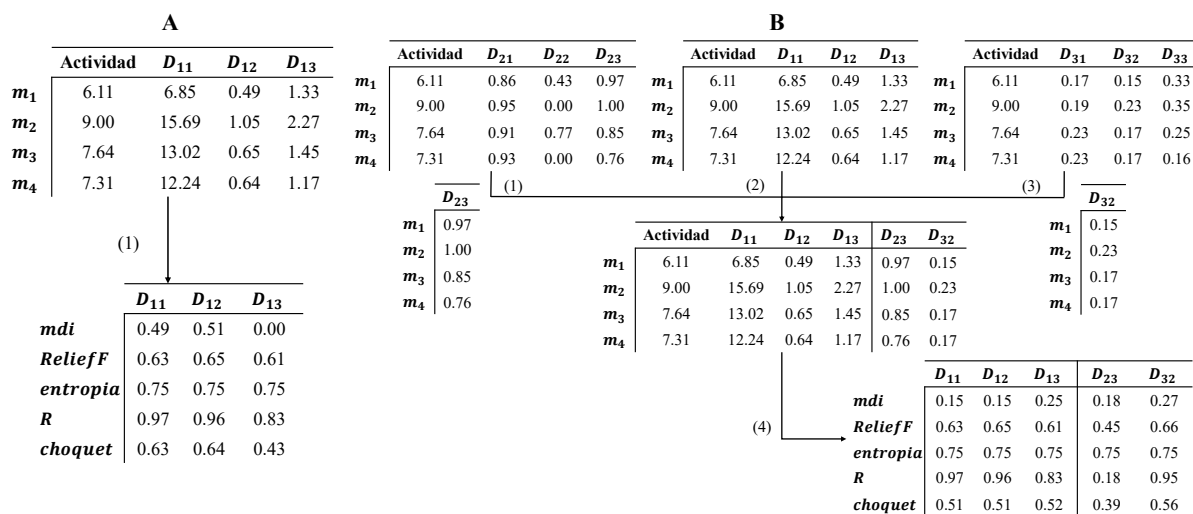 A
Actividad D11 D12 D13
m1 6.11 6.85 0.49 1.33
m2 9.00 15.69 1.05 2.27
m3 7.64 13.02 0.65 1.45
m4 7.31 12.24 0.64 1.17
(1)
D11 D12 D13
mdi 0.49 0.51 0.00
ReliefF 0.63 0.65 0.61
entropia 0.75 0.75 0.75
R 0.97 0.96 0.83
choquet 0.63 0.64 0.43
B
Actividad D21 D22 D23
m1 6.11 0.86 0.43 0.97
m2 9.00 0.95 0.00 1.00
m3 7.64 0.91 0.77 0.85
m4 7.31 0.93 0.00 0.76
Actividad D11 D12 D13
m1 6.11 6.85 0.49 1.33
m2 9.00 15.69 1.05 2.27
m3 7.64 13.02 0.65 1.45
m4 7.31 12.24 0.64 1.17
Actividad D31 D32 D33
m1 6.11 0.17 0.15 0.33
m2 9.00 0.19 0.23 0.35
m3 7.64 0.23 0.17 0.25
m4 7.31 0.23 0.17 0.16
(1) (2) (3)
D23
m1 0.97
m2 1.00
m3 0.85
m4 0.76
D32
m1 0.15
m2 0.23
m3 0.17
m4 0.17
Actividad D11 D12 D13 D23 D32
m1 6.11 6.85 0.49 1.33 0.97 0.15
m2 9.00 15.69 1.05 2.27 1.00 0.23
m3 7.64 13.02 0.65 1.45 0.85 0.17
m4 7.31 12.24 0.64 1.17 0.76 0.17
(4)
D11 D12 D13 D23 D32
mdi 0.15 0.15 0.25 0.18 0.27
ReliefF 0.63 0.65 0.61 0.45 0.66
entropia 0.75 0.75 0.75 0.75 0.75
R 0.97 0.96 0.83 0.18 0.95
choquet 0.51 0.51 0.52 0.39 0.56